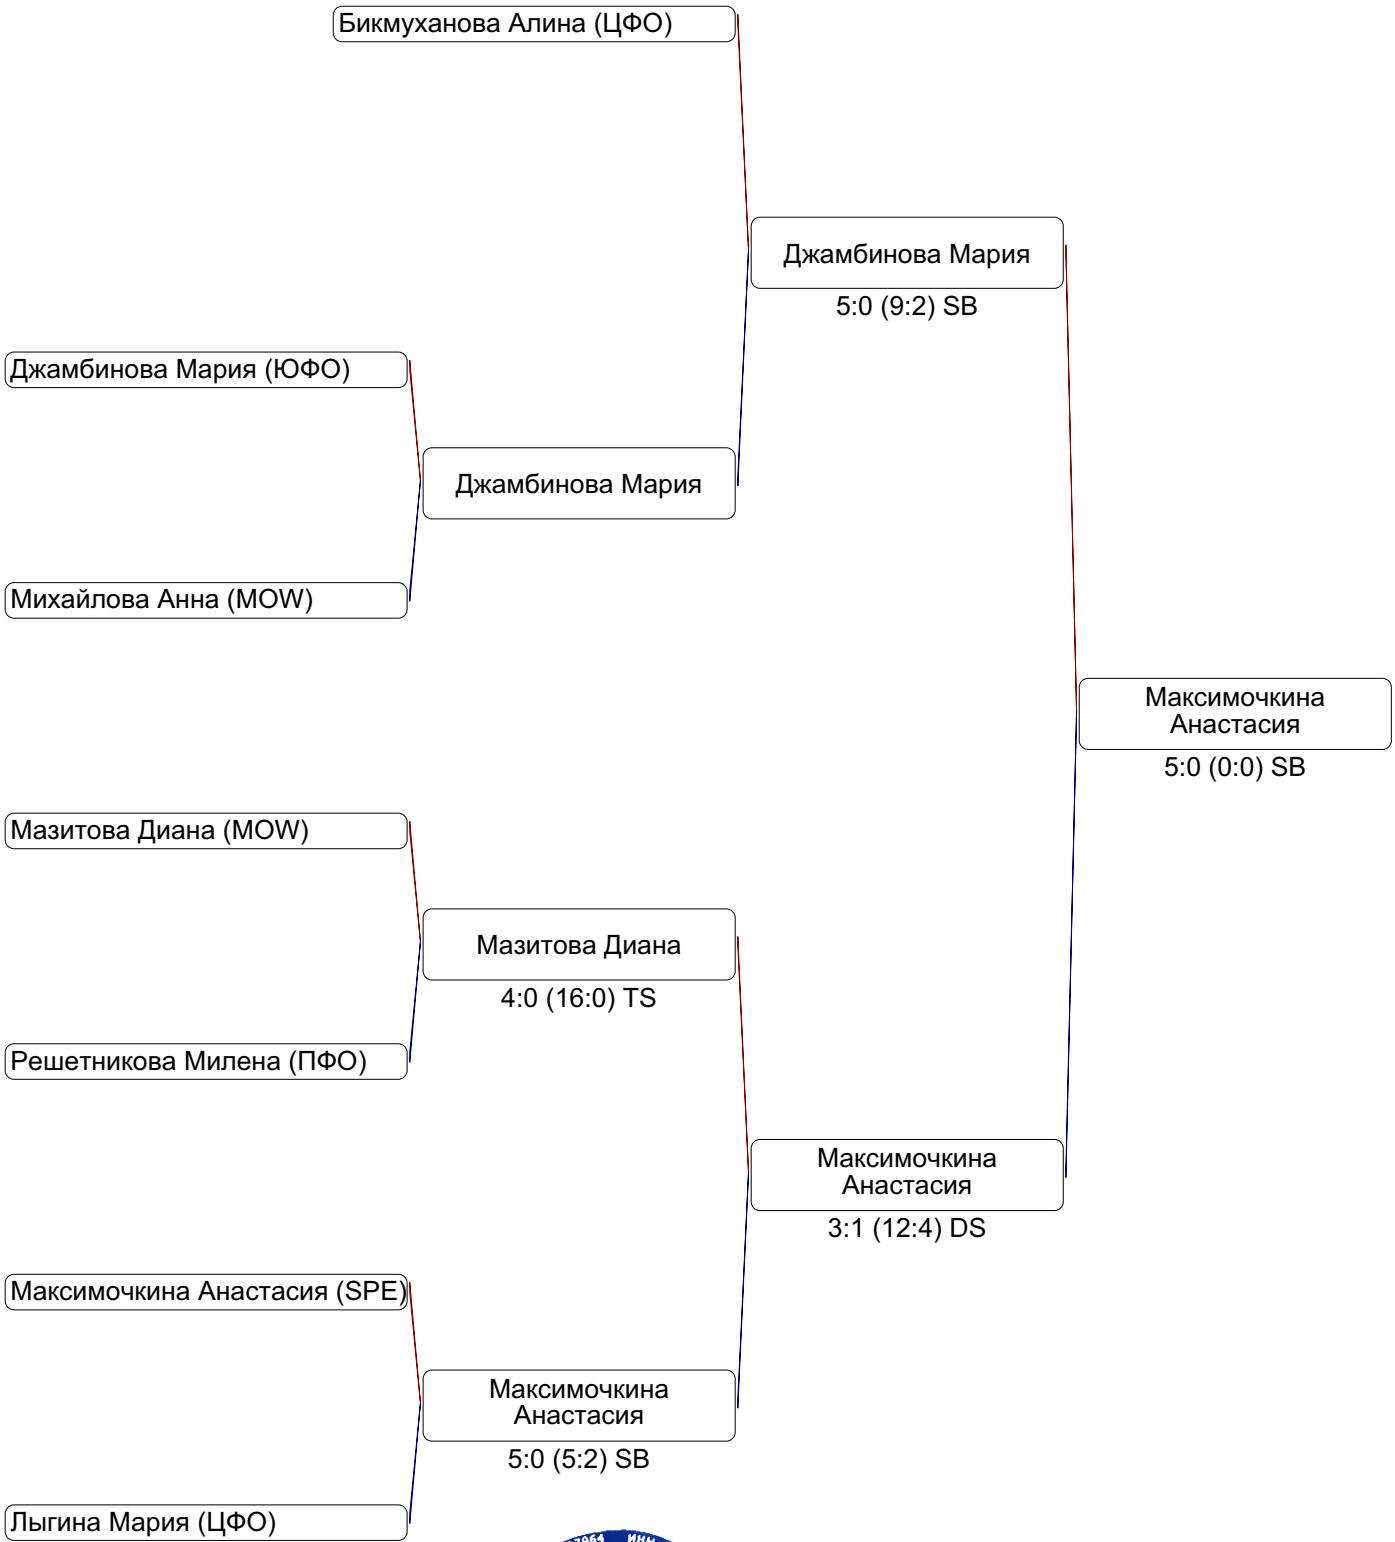 Бикмуханова Алина (ЦФО)
Джамбинова Мария
5:0 (9:2) SB
Джамбинова Мария (ЮФО)
Джамбинова Мария
Михайлова Анна (MOW)
Максимочкина
Анастасия
5:0 (0:0) SB
Мазитова Диана (MOW)
Мазитова Диана
4:0 (16:0) TS
Решетникова Милена (ПФО)
Максимочкина
Анастасия
3:1 (12:4) DS
Максимочкина Анастасия (SPE)
Максимочкина
Анастасия
5:0 (5:2) SB
Лыгина Мария (ЦФО)